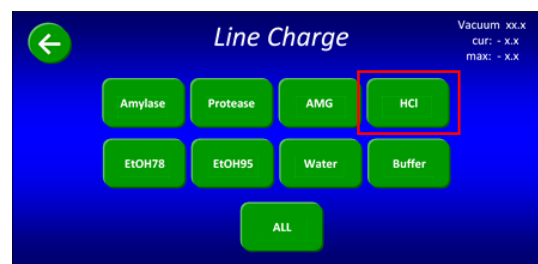 Line Charge
Vacuum xx.x
cur: - x.x
max: - x.x
Amylase Protease AMG HCl
EtOH78 EtOH95 Water Buffer
ALL